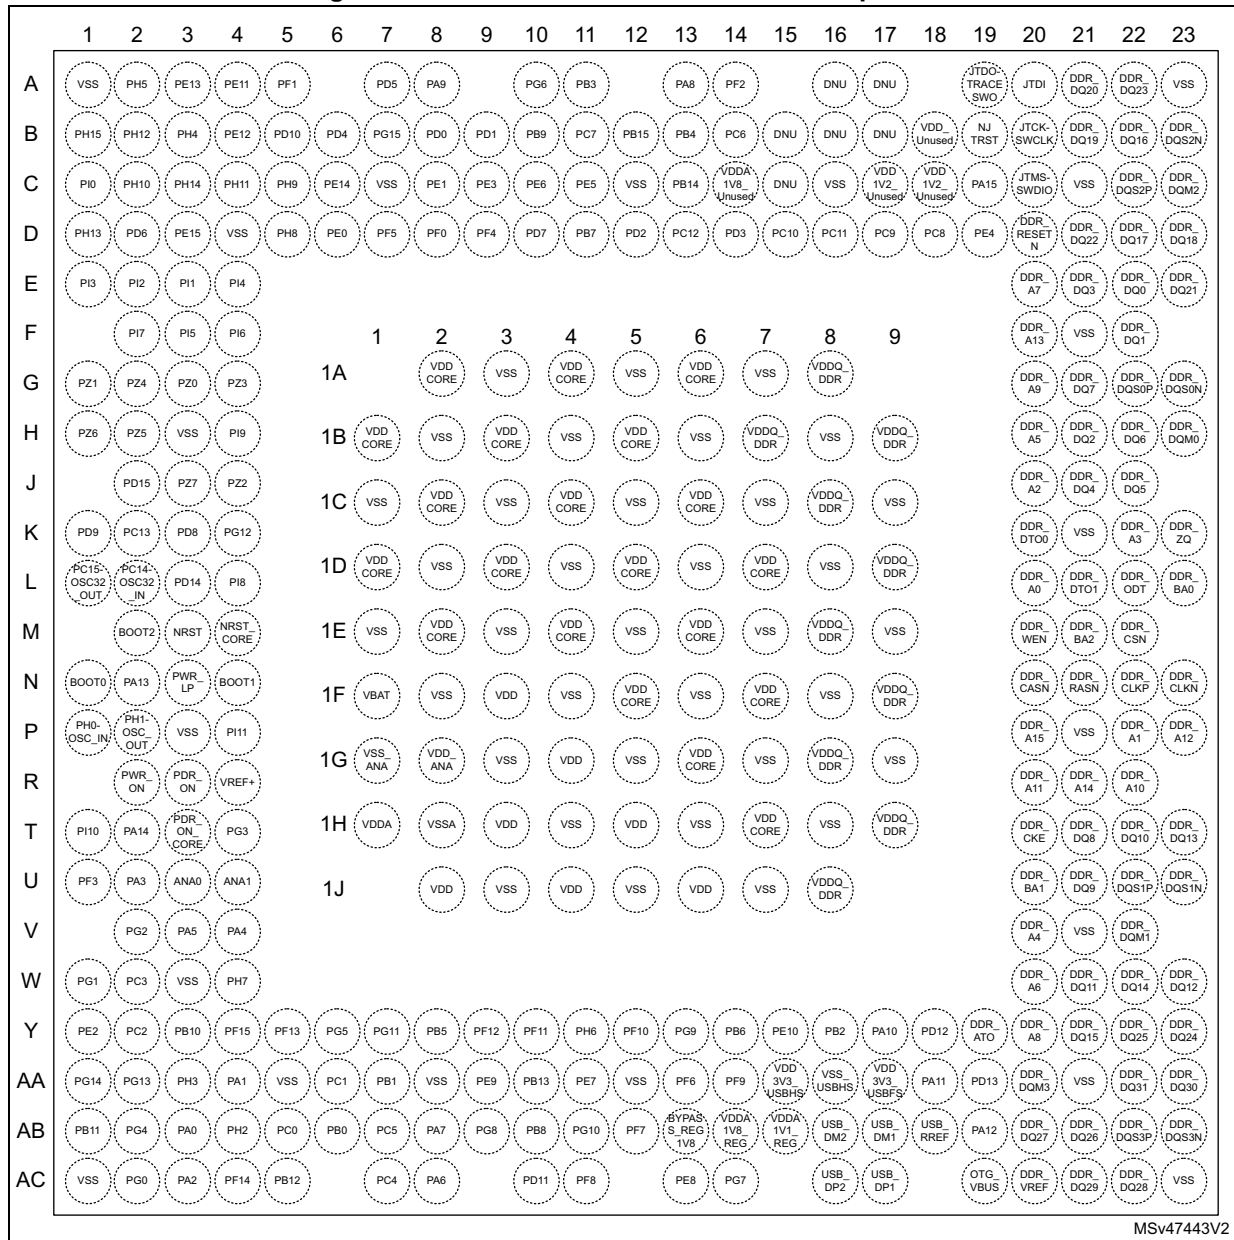 1 2 3 4 5 6 7 8 9 10 11 12 13 14 15 16 17 18 19 20 21 22 23
A VSS PH5 PE13 PE11 PF1 PD5 PA9 PG6 PB3 PA8 PF2 DNU DNU JTDO-TRACE SWO JTDI DDR_DQ20 DDR_DQ23 VSS
B PH15 PH12 PH4 PE12 PD10 PD4 PG15 PD0 PD1 PB9 PC7 PB15 PB4 PC6 DNU DNU DNU VDD_Unused NJ TRST JTCK-SWCLK DDR_DQ19 DDR_DQ16 DDR_DQS2N
C PI0 PH10 PH14 PH11 PH9 PE14 VSS PE1 PE3 PE6 PE5 VSS PB14 VDDA 1V8_Unused DNU VSS VDD 1V2_Unused VDD 1V2_Unused PA15 JTMS-SWDIO VSS DDR_DQS2P DDR_DQM2
D PH13 PD6 PE15 VSS PH8 PE0 PF5 PF0 PF4 PD7 PB7 PD2 PC12 PD3 PC10 PC11 PC9 PC8 PE4 DDR_RESET N DDR_DQ22 DDR_DQ17 DDR_DQ18
E PI3 PI2 PI1 PI4 DDR_A7 DDR_DQ3 DDR_DQ0 DDR_DQ21
F PI7 PI5 PI6 DDR_A13 VSS DDR_DQ1
1 2 3 4 5 6 7 8 9
1A VDD CORE VSS VDD CORE VSS VDD CORE VSS VDDQ_DDR
G PZ1 PZ4 PZ0 PZ3 DDR_A9 DDR_DQ7 DDR_DQS0P DDR_DQS0N
H PZ6 PZ5 VSS PI9 DDR_A5 DDR_DQ2 DDR_DQ6 DDR_DQM0
1B VDD CORE VSS VDD CORE VSS VDD CORE VSS VDDQ_DDR VSS VDDQ_DDR
J PD15 PZ7 PZ2 DDR_A2 DDR_DQ4 DDR_DQ5
1C VSS VDD CORE VSS VDD CORE VSS VDD CORE VSS VDDQ_DDR VSS
K PD9 PC13 PD8 PG12 DDR_DTO0 VSS DDR_A3 DDR_ZQ
1D VDD CORE VSS VDD CORE VSS VDD CORE VSS VDD CORE VSS VDDQ_DDR
L PC15-OSC32_OUT PC14-OSC32_IN PD14 PI8 DDR_A0 DDR_DTO1 DDR_ODT DDR_BA0
M BOOT2 NRST NRST_CORE DDR_WEN DDR_BA2 DDR_CSN
1E VSS VDD CORE VSS VDD CORE VSS VDD CORE VSS VDDQ_DDR VSS
N BOOT0 PA13 PWR_LP BOOT1 DDR_CASN DDR_RASN DDR_CLKP DDR_CLKN
1F VBAT VSS VDD VSS VDD CORE VSS VDD CORE VSS VDDQ_DDR
P PH0-OSC_IN PH1-OSC_OUT VSS PI11 DDR_A15 VSS DDR_A1 DDR_A12
1G VSS_ANA VDD_ANA VSS VDD VSS VDD CORE VSS VDDQ_DDR VSS
R PWR_ON PDR_ON VREF+ DDR_A11 DDR_A14 DDR_A10
1H VDDA VSSA VDD VSS VDD VSS VDD CORE VSS VDDQ_DDR
T PI10 PA14 PDR_ON_CORE PG3 DDR_CKE DDR_DQ8 DDR_DQ10 DDR_DQ13
U PF3 PA3 ANA0 ANA1 DDR_BA1 DDR_DQ9 DDR_DQS1P DDR_DQS1N
1J VDD VSS VDD VSS VDD VSS VDDQ_DDR
V PG2 PA5 PA4 DDR_A4 VSS DDR_DQM1
W PG1 PC3 VSS PH7 DDR_A6 DDR_DQ11 DDR_DQ14 DDR_DQ12
Y PE2 PC2 PB10 PF15 PF13 PG5 PG11 PB5 PF12 PF11 PH6 PF10 PG9 PB6 PE10 PB2 PA10 PD12 DDR_ATO DDR_A8 DDR_DQ15 DDR_DQ25 DDR_DQ24
AA PG14 PG13 PH3 PA1 VSS PC1 PB1 VSS PE9 PB13 PE7 VSS PF6 PF9 VDD 3V3_USBHS VSS_USBHS VDD 3V3_USBFS PA11 PD13 DDR_DQM3 VSS DDR_DQ31 DDR_DQ30
AB PB11 PG4 PA0 PH2 PC0 PB0 PC5 PA7 PG8 PB8 PG10 PF7 BYPAS S_REG 1V8 VDDA 1V8_REG VDDA 1V1_REG USB_DM2 USB_DM1 USB_RREF PA12 DDR_DQ27 DDR_DQ26 DDR_DQS3P DDR_DQS3N
AC VSS PG0 PA2 PF14 PB12 PC4 PA6 PD11 PF8 PE8 PG7 USB_DP2 USB_DP1 OTG_VBUS DDR_VREF DDR_DQ29 DDR_DQ28 VSS
MSv47443V2